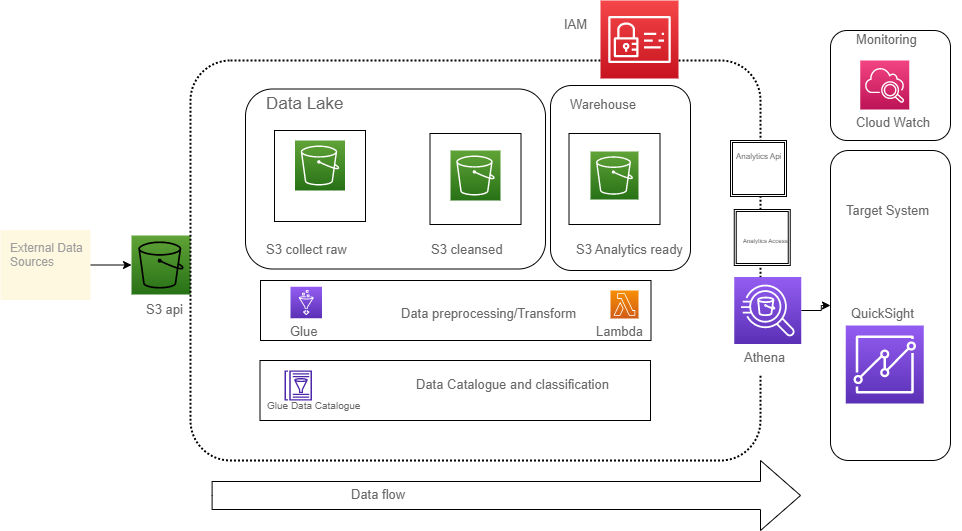 IAM
Monitoring
Cloud Watch
Data Lake
Warehouse
S3 collect raw
S3 cleansed
S3 Analytics ready
Analytics Api
Analytics Access
Target System
External Data
Sources
S3 api
Glue
Data preprocessing/Transform
Lambda
Athena
QuickSight
Data Catalogue and classification
Glue Data Catalogue
Data flow